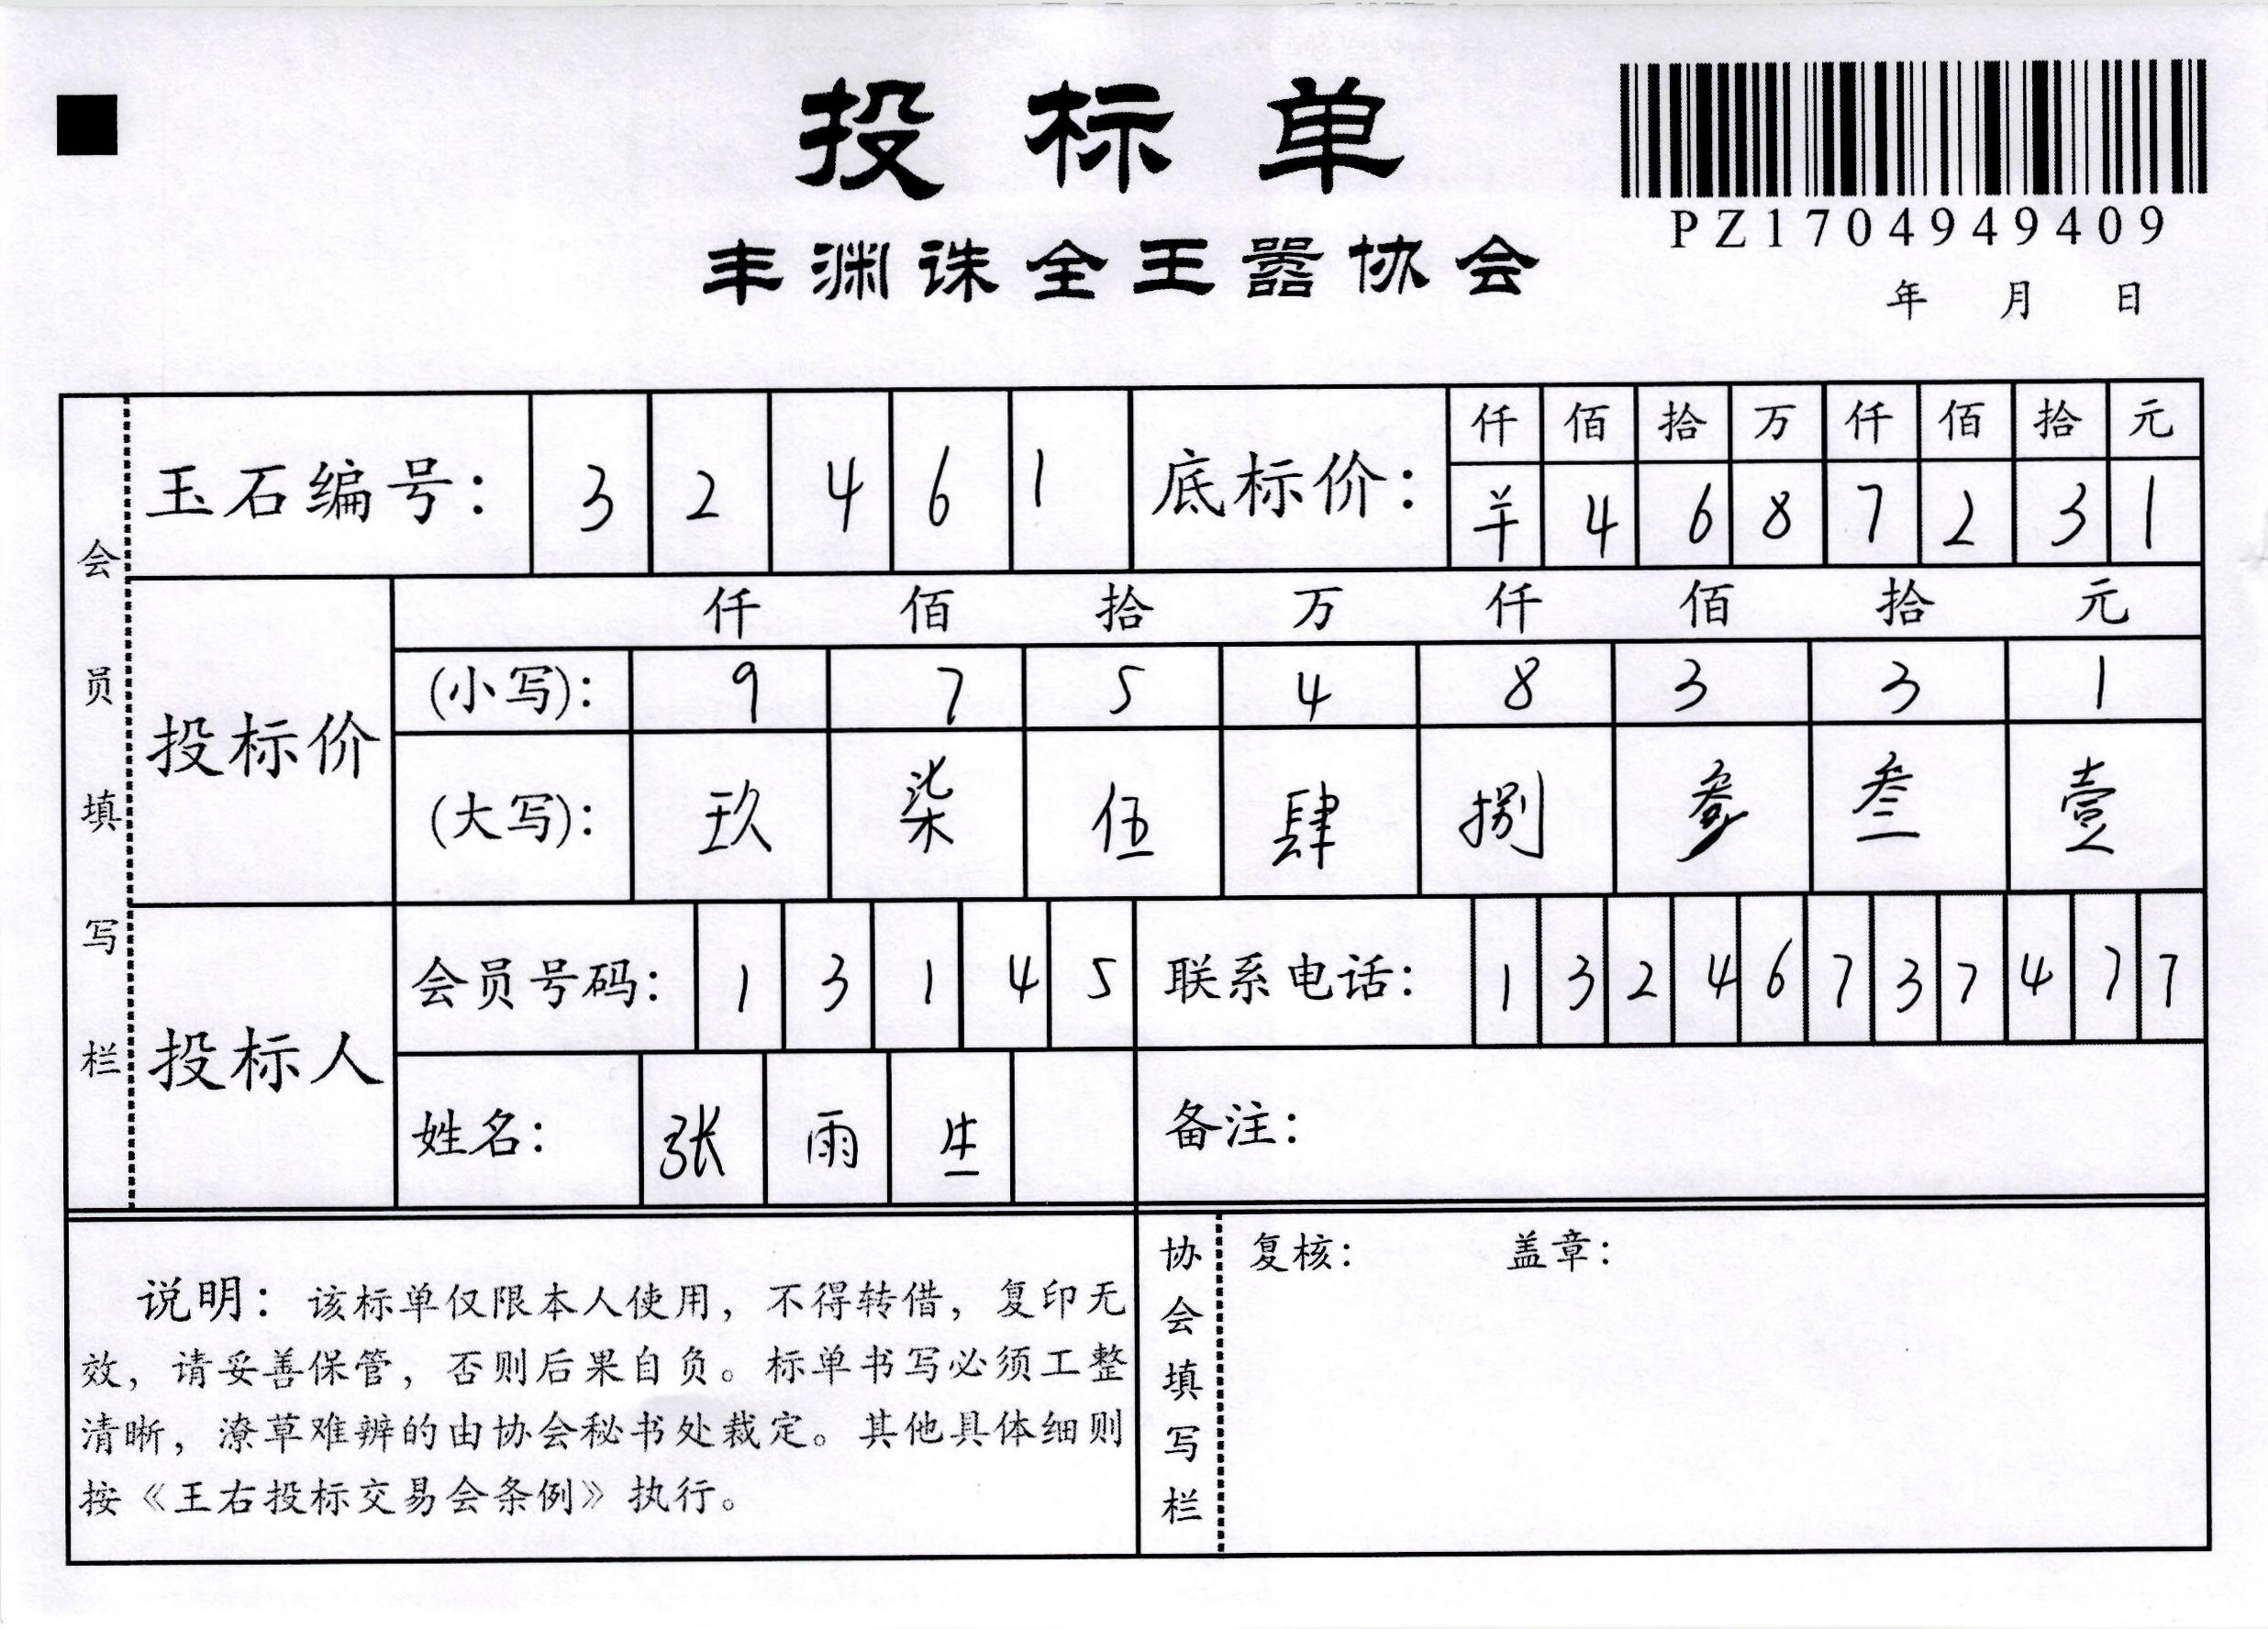 投标单
PZ1704949409
丰渊诛全王嚣协会
年 月 日
会员填写栏
玉石编号: 3 2 4 6 1
底标价:
仟 佰 拾 万 仟 佰 拾 元
4 6 8 7 2 3 1
投标价
仟 佰 拾 万 仟 佰 拾 元
(小写): 9 7 5 4 8 3 3 1
(大写): 玖 柒 伍 肆 捌 叁 叁 壹
投标人
会员号码: 1 3 1 4 5
联系电话: 1 3 2 4 6 7 3 7 4 7 7
姓名: 张 雨 生
备注:
说明: 该标单仅限本人使用, 不得转借, 复印无
效, 请妥善保管, 否则后果自负。标单书写必须工整
清晰, 潦草难辨的由协会秘书处裁定。其他具体细则
按《王右投标交易会条例》执行。
协会填写栏
复核: 盖章: